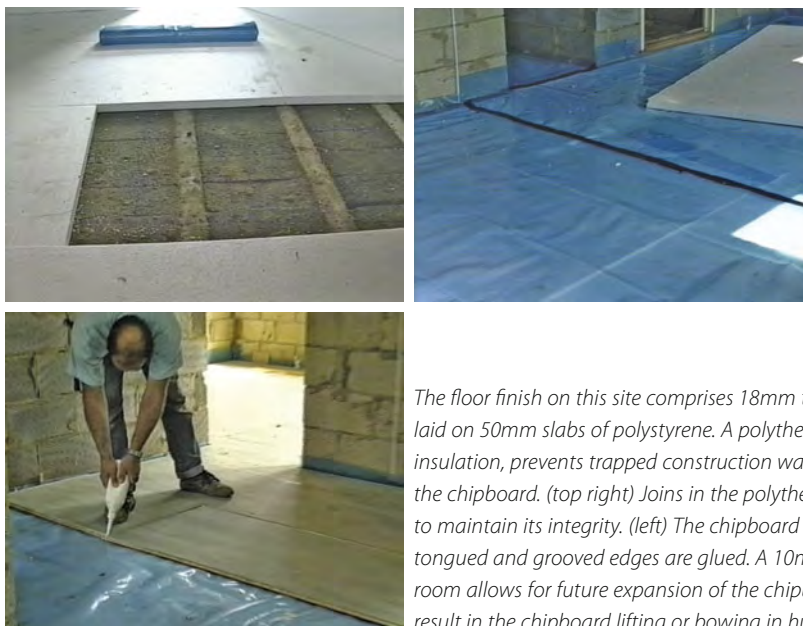 The floor finish on this site comprises 18mm t
laid on 50mm slabs of polystyrene. A polythe
insulation, prevents trapped construction wa
the chipboard. (top right) Joins in the polythe
to maintain its integrity. (left) The chipboard
tongued and grooved edges are glued. A 10m
room allows for future expansion of the chip
result in the chipboard lifting or bowing in hu